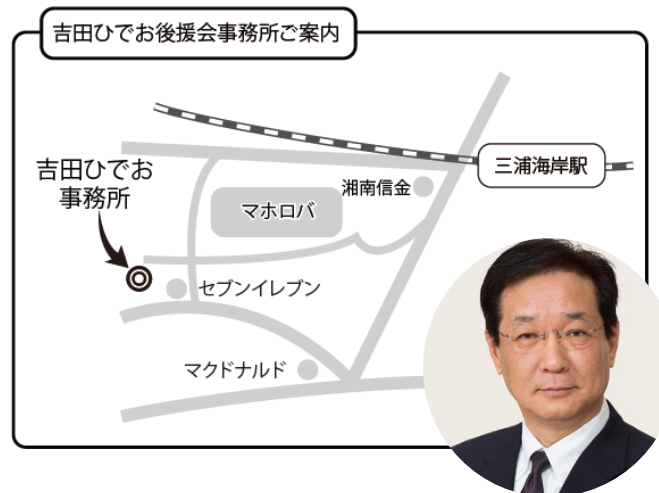 吉田ひでお後援会事務所ご案内
三浦海岸駅
吉田ひでお
事務所
湘南信金
マホロバ
セブンイレブン
マクドナルド